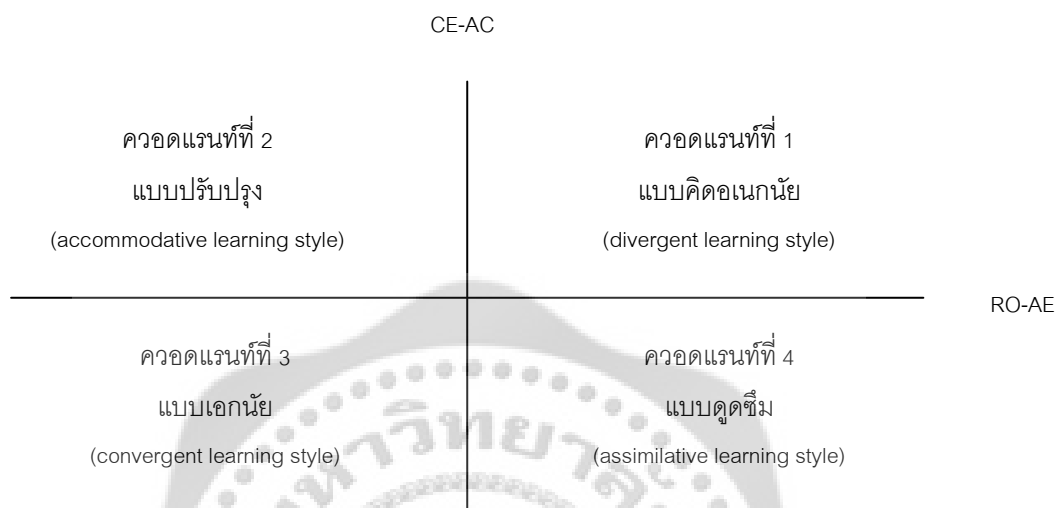 CE-AC
ควอดแรนท์ที่ 2
แบบปรับปรุง
(accommodative learning style)
ควอดแรนท์ที่ 1
แบบคิดอเนกนัย
(divergent learning style)
RO-AE
ควอดแรนท์ที่ 3
แบบเอกนัย
(convergent learning style)
ควอดแรนท์ที่ 4
แบบดูดซึม
(assimilative learning style)